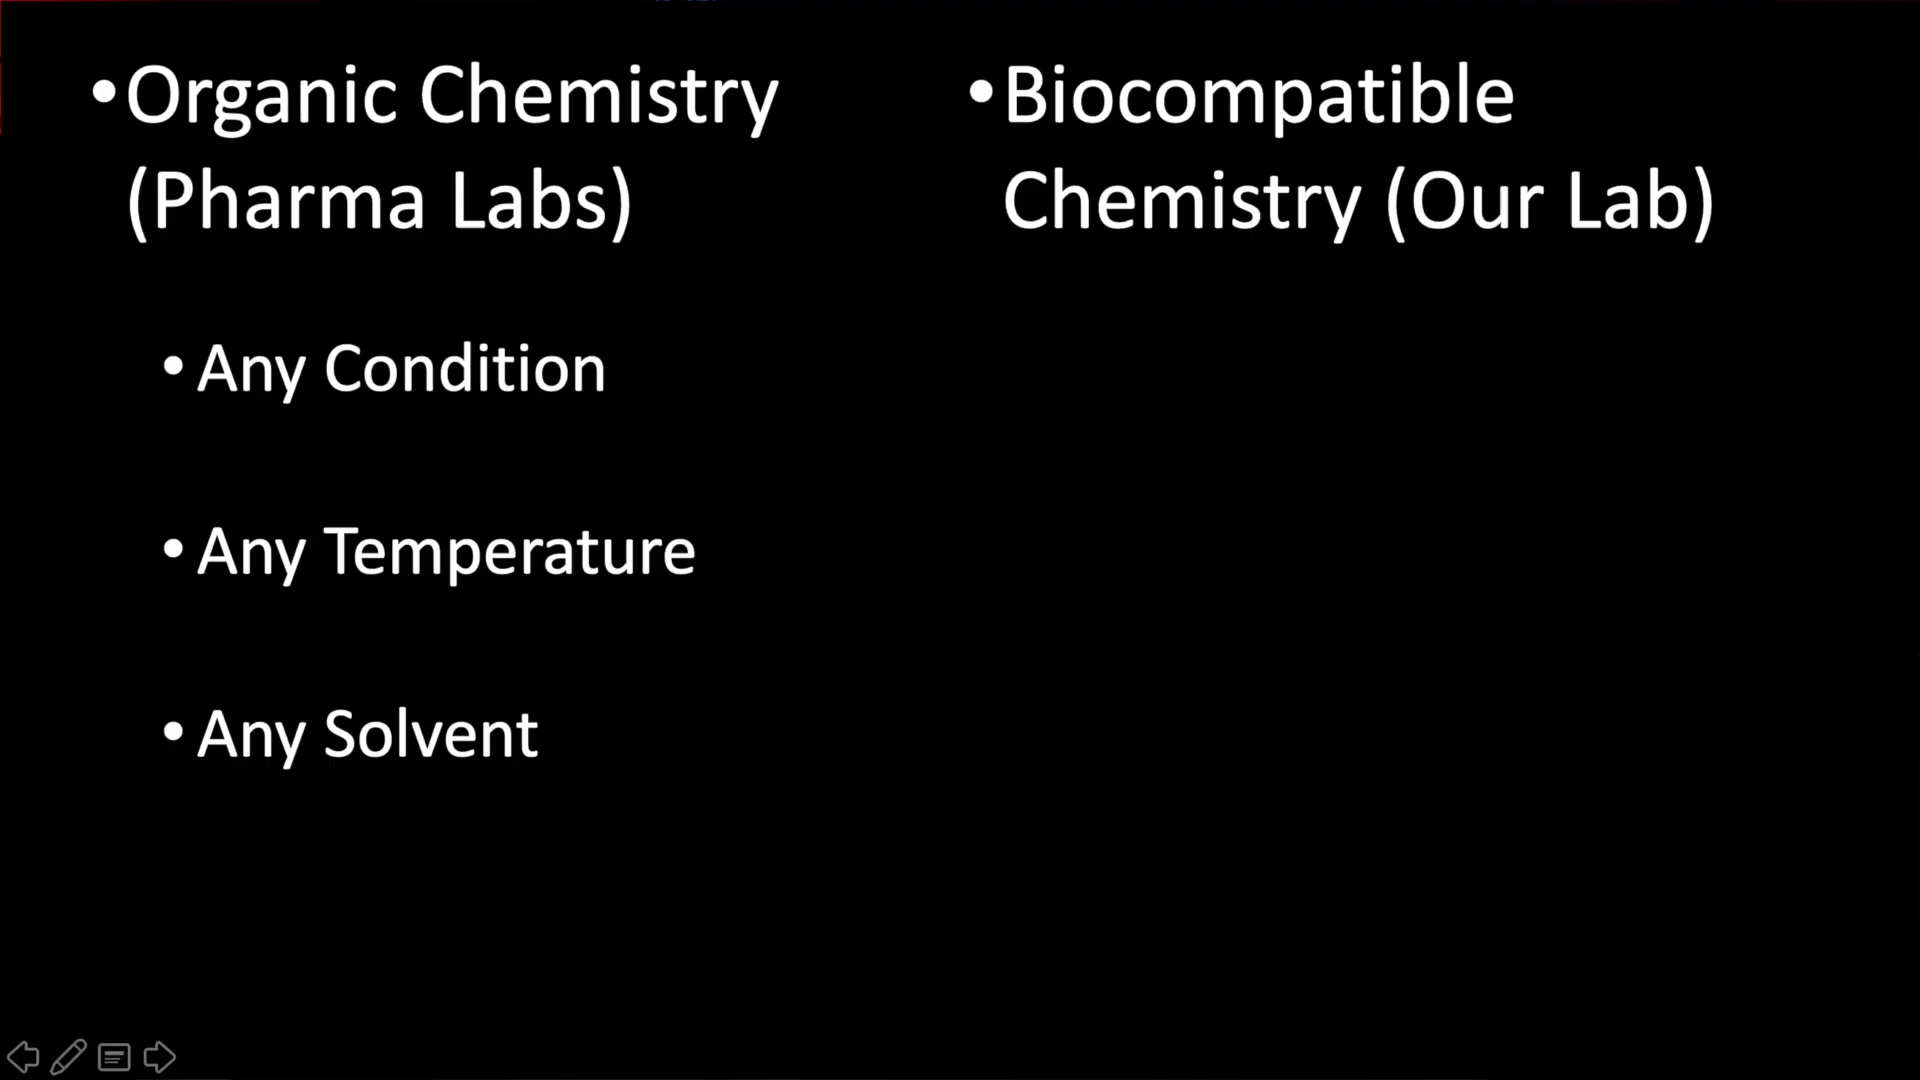 •Organic Chemistry
(Pharma Labs)
•Any Condition
•Any Temperature
•Any Solvent
•Biocompatible
Chemistry (Our Lab)